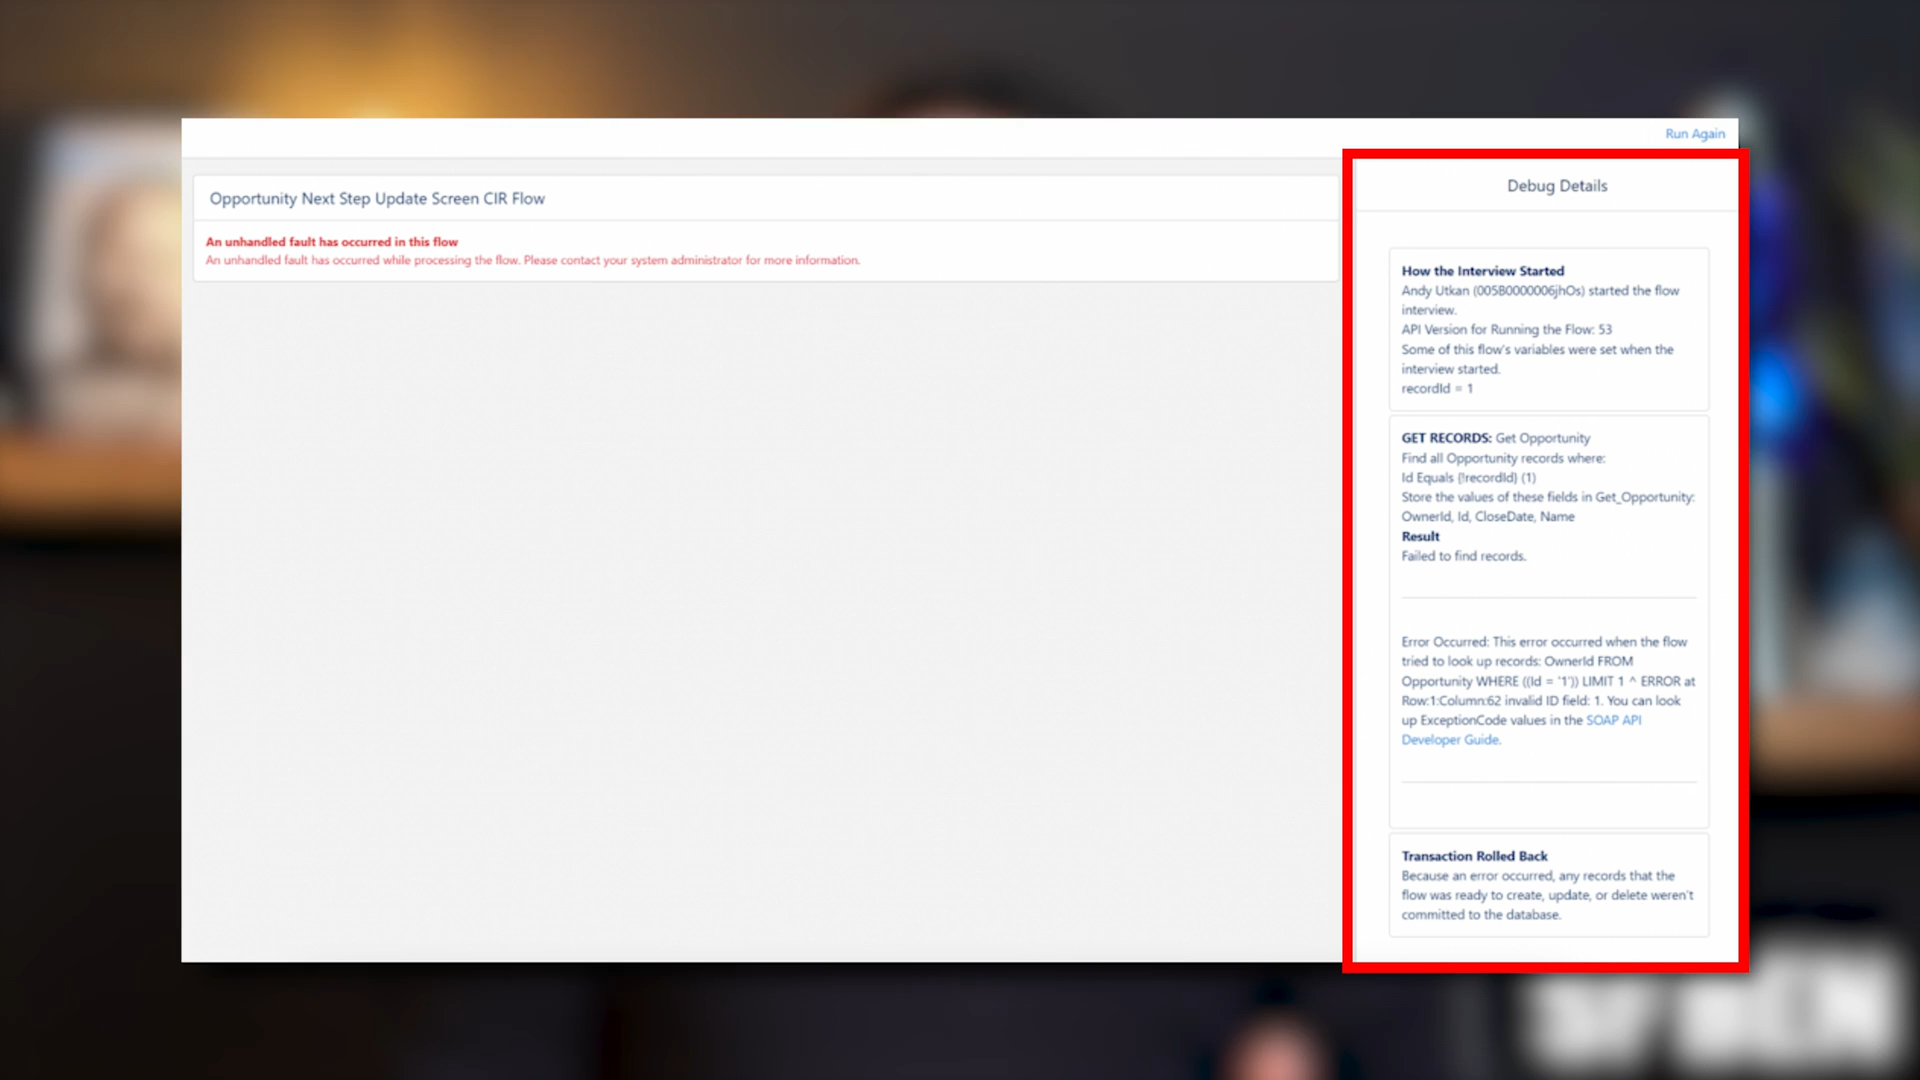 Run Again
Opportunity Next Step Update Screen CIR Flow
An unhandled fault has occurred in this flow
An unhandled fault has occurred while processing the flow. Please contact your system administrator for more information.
Debug Details
How the Interview Started
Andy Utkan (005B0000006jhOs) started the flow
interview.
API Version for Running the Flow: 53
Some of this flow's variables were set when the
interview started.
recordId = 1
GET RECORDS: Get Opportunity
Find all Opportunity records where:
Id Equals {!recordId} (1)
Store the values of these fields in Get_Opportunity:
OwnerId, Id, CloseDate, Name
Result
Failed to find records.
Error Occurred: This error occurred when the flow
tried to look up records: OwnerId FROM
Opportunity WHERE ((Id = '1')) LIMIT 1 ^ ERROR at
Row:1:Column:62 invalid ID field: 1. You can look
up ExceptionCode values in the SOAP API
Developer Guide.
Transaction Rolled Back
Because an error occurred, any records that the
flow was ready to create, update, or delete weren't
committed to the database.